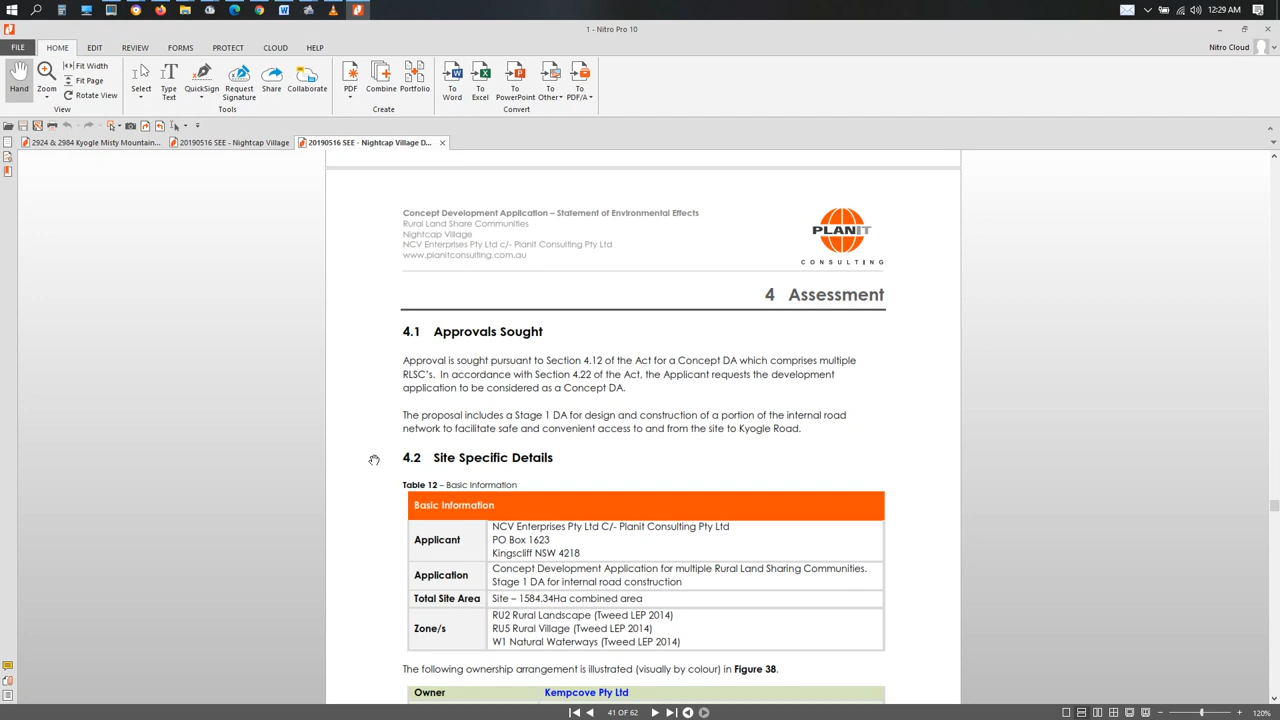 12:29 AM
1 - Nitro Pro 10
FILE HOME EDIT REVIEW FORMS PROTECT CLOUD HELP
Nitro Cloud
Hand
Zoom
Fit Width
Fit Page
Rotate View
View
Select
Type Text
QuickSign
Request Signature
Share
Collaborate
Tools
PDF
Combine
Portfolio
Create
To Word
To Excel
To PowerPoint
To Other
To PDF/A
Convert
2924 & 2984 Kyogle Misty Mountain...
20190516 SEE - Nightcap Village
20190516 SEE - Nightcap Village D...
Concept Development Application – Statement of Environmental Effects
Rural Land Share Communities
Nightcap Village
NCV Enterprises Pty Ltd c/- Planit Consulting Pty Ltd
www.planitconsulting.com.au
PLANIT
CONSULTING
4 Assessment
4.1 Approvals Sought
Approval is sought pursuant to Section 4.12 of the Act for a Concept DA which comprises multiple
RLSC's. In accordance with Section 4.22 of the Act, the Applicant requests the development
application to be considered as a Concept DA.
The proposal includes a Stage 1 DA for design and construction of a portion of the internal road
network to facilitate safe and convenient access to and from the site to Kyogle Road.
4.2 Site Specific Details
Table 12 – Basic Information
Basic Information
Applicant
NCV Enterprises Pty Ltd C/- Planit Consulting Pty Ltd
PO Box 1623
Kingscliff NSW 4218
Application
Concept Development Application for multiple Rural Land Sharing Communities.
Stage 1 DA for internal road construction
Total Site Area Site – 1584.34Ha combined area
Zone/s
RU2 Rural Landscape (Tweed LEP 2014)
RU5 Rural Village (Tweed LEP 2014)
W1 Natural Waterways (Tweed LEP 2014)
The following ownership arrangement is illustrated (visually by colour) in Figure 38.
Owner Kempcove Pty Ltd
41 OF 62
120%